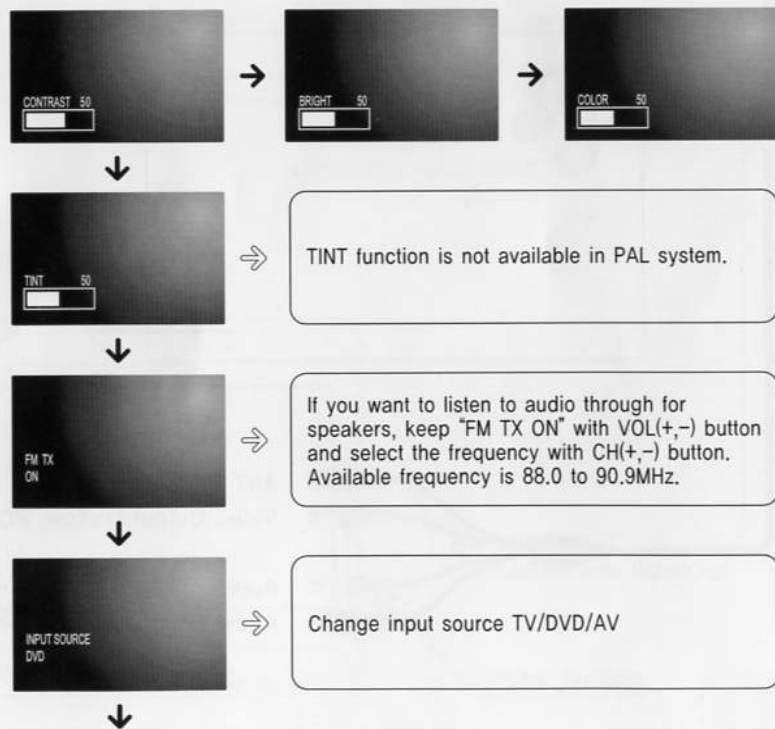 CONTRAST 50
BRIGHT 50
COLOR 50
TINT 50
TINT function is not available in PAL system.
FM TX
ON
If you want to listen to audio through for
speakers, keep "FM TX ON" with VOL(+,-) button
and select the frequency with CH(+,-) button.
Available frequency is 88.0 to 90.9MHz.
INPUT SOURCE
DVD
Change input source TV/DVD/AV